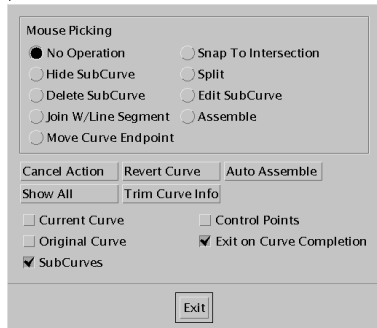 Mouse Picking
No Operation
Snap To Intersection
Hide SubCurve
Split
Delete SubCurve
Edit SubCurve
Join W/Line Segment
Assemble
Move Curve Endpoint
Cancel Action
Revert Curve
Auto Assemble
Show All
Trim Curve Info
Current Curve
Control Points
Original Curve
Exit on Curve Completion
SubCurves
Exit